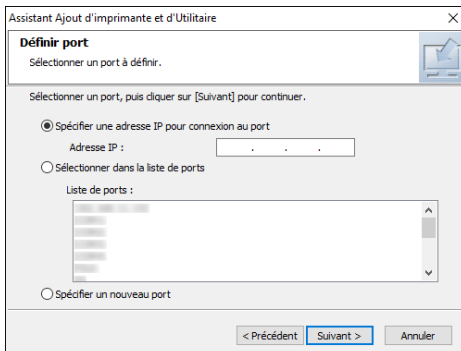 Assistant Ajout d'imprimante et d'Utilitaire
Définir port
Sélectionner un port à définir.
Sélectionner un port, puis cliquer sur [Suivant] pour continuer.
Spécifier une adresse IP pour connexion au port
Adresse IP : . . .
Sélectionner dans la liste de ports
Liste de ports :
Spécifier un nouveau port
< Précédent Suivant > Annuler